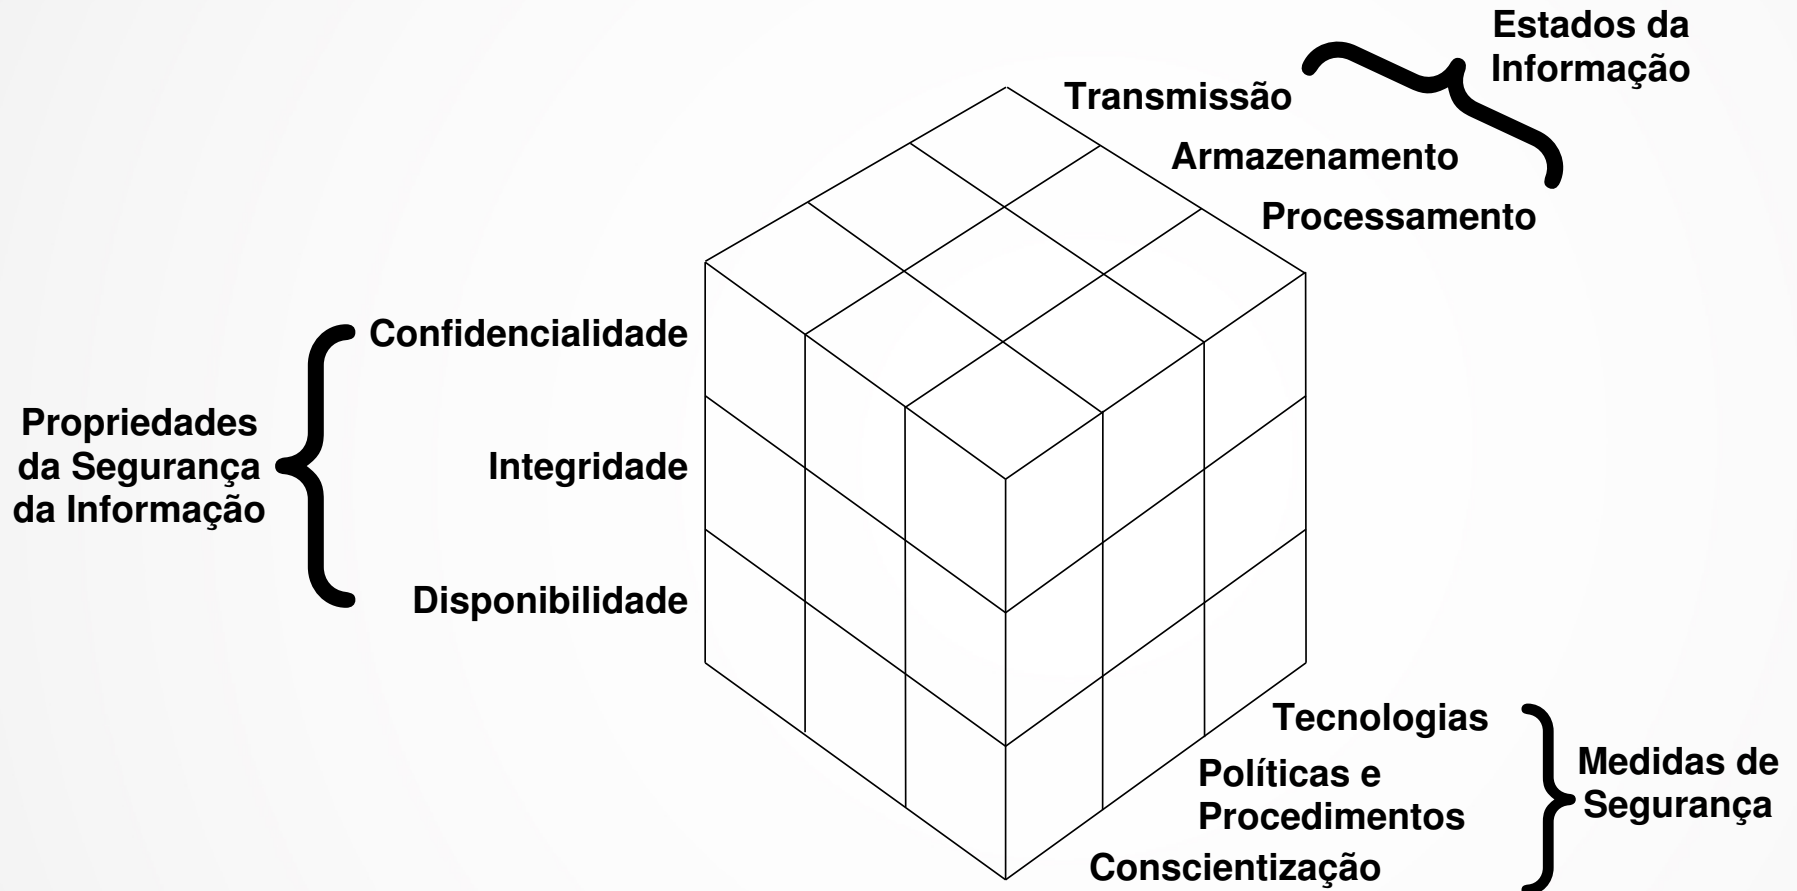 Estados da
Informação
Transmissão
Armazenamento
Processamento
Confidencialidade
Propriedades
da Segurança
da Informação
Integridade
Disponibilidade
Tecnologias
Políticas e
Procedimentos
Conscientização
Medidas de
Segurança